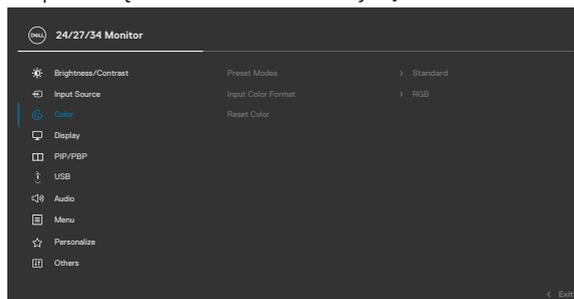 DELL 24/27/34 Monitor
Brightness/Contrast Preset Modes > Standard
Input Source Input Color Format > RGB
Color Reset Color
Display
PIP/PBP
USB
Audio
Menu
Personalize
Others
< Exit